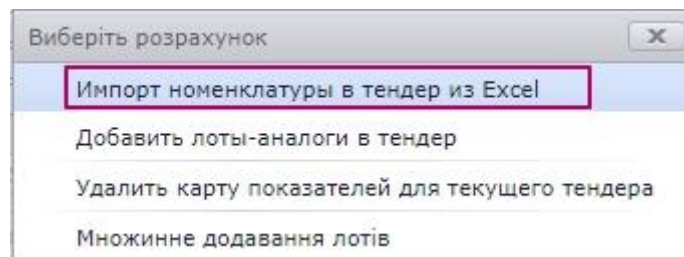 Виберіть розрахунок
Импорт номенклатуры в тендер из Excel
Добавить лоты-аналоги в тендер
Удалить карту показателей для текущего тендера
Множинне додавання лотів